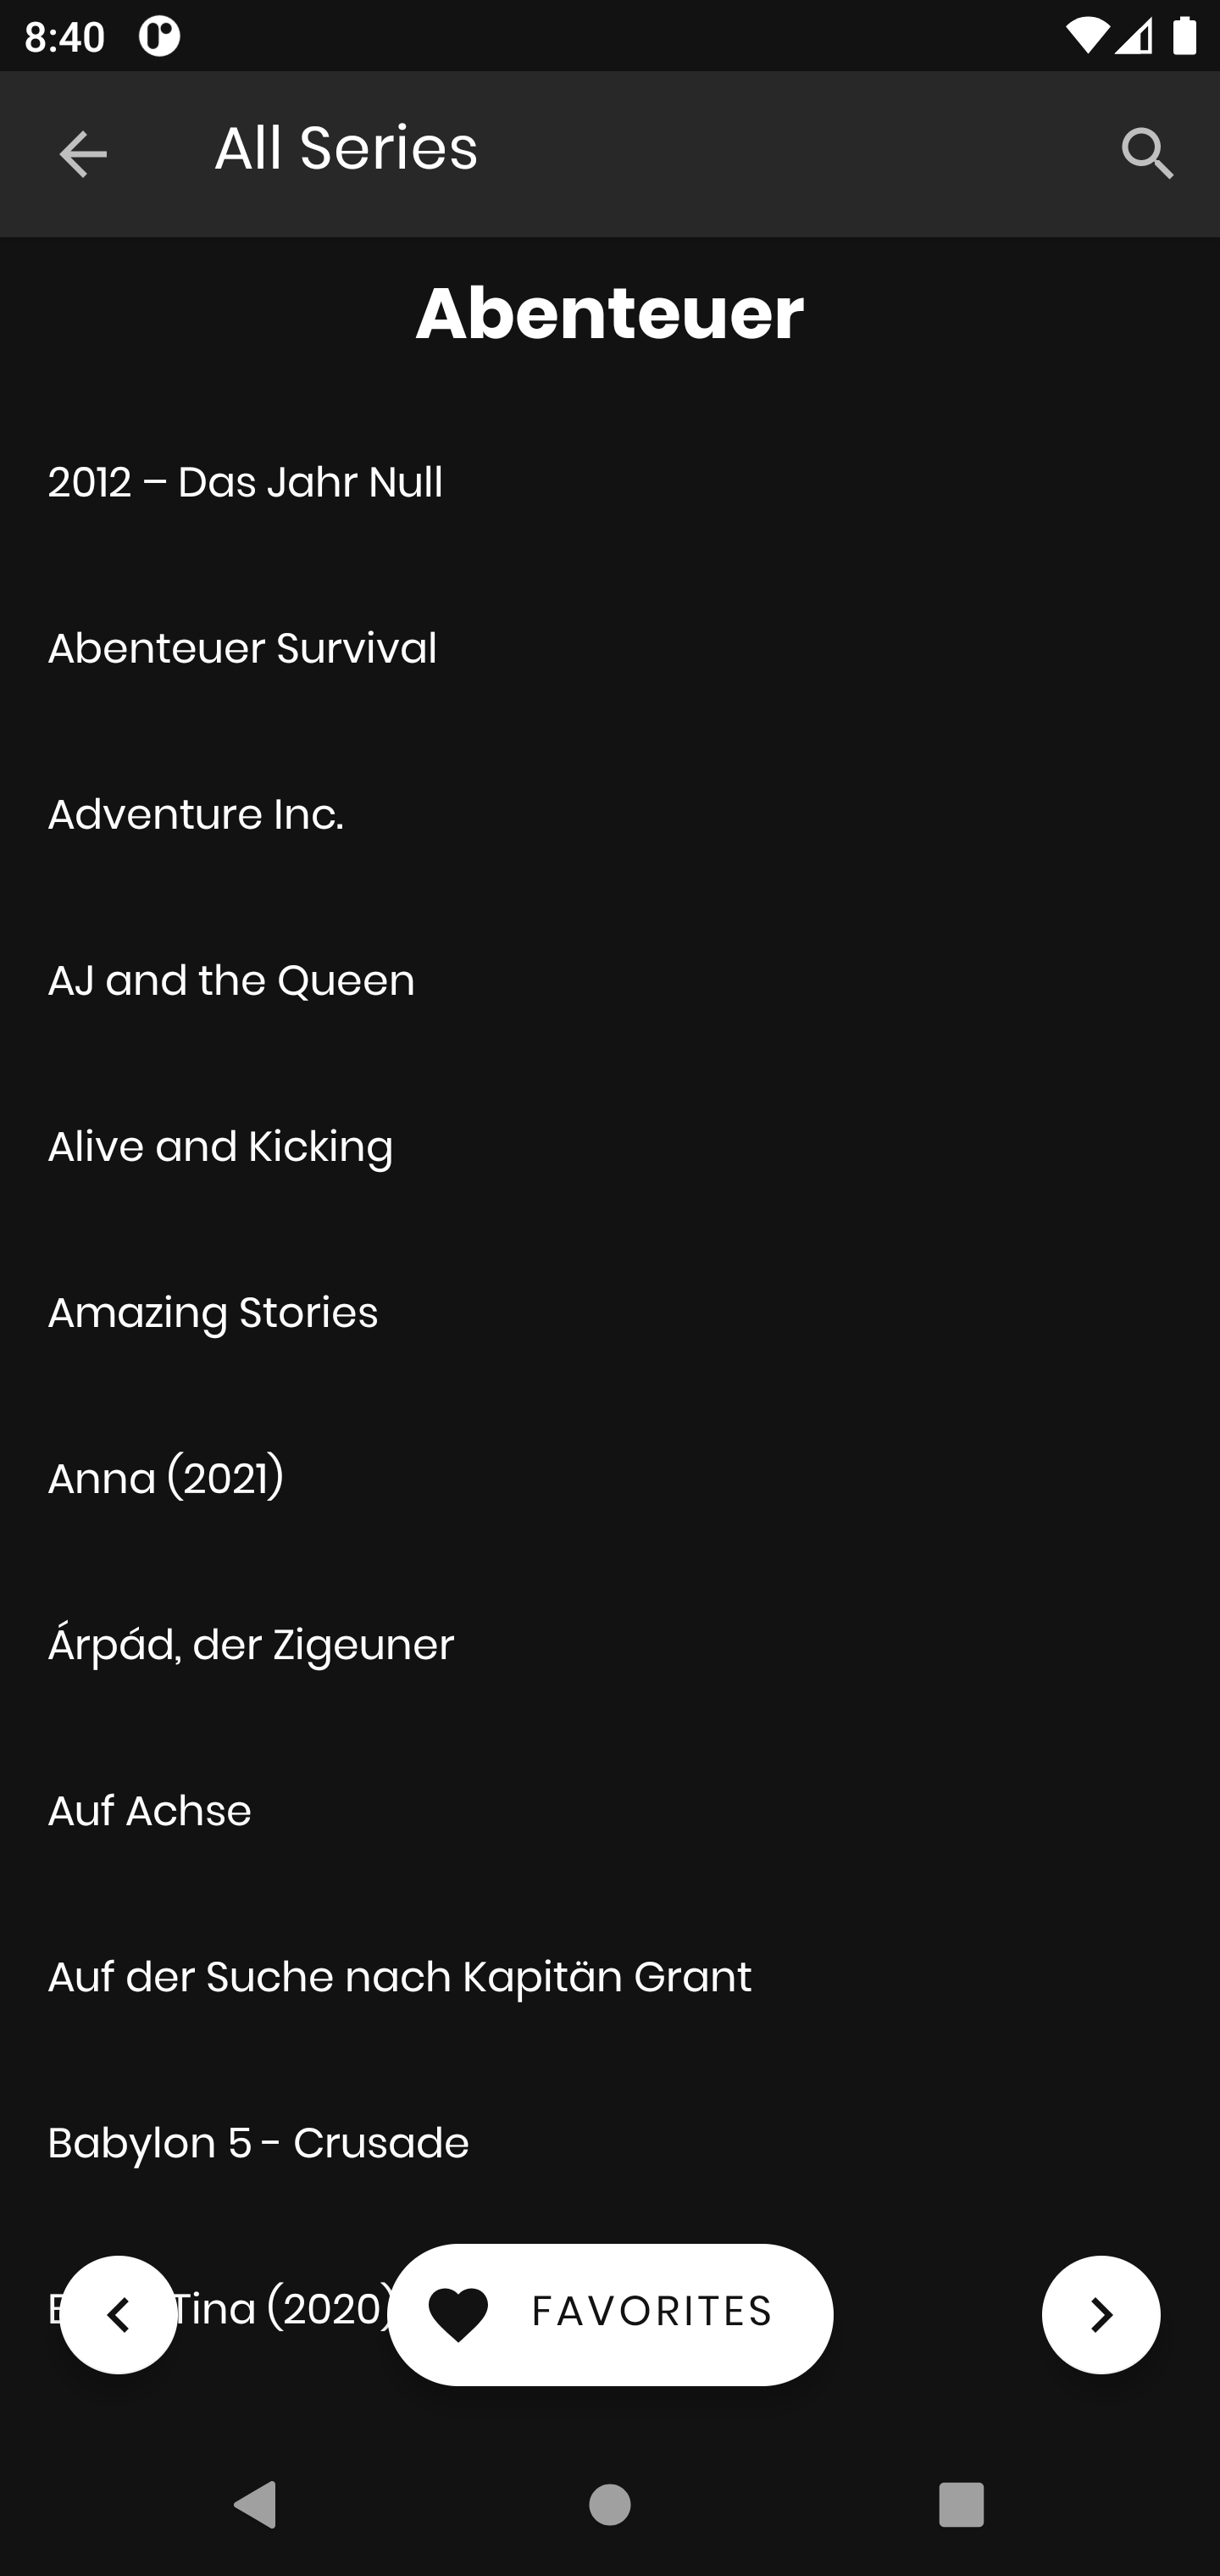 8:40
All Series
Abenteuer
2012 – Das Jahr Null
Abenteuer Survival
Adventure Inc.
AJ and the Queen
Alive and Kicking
Amazing Stories
Anna (2021)
Árpád, der Zigeuner
Auf Achse
Auf der Suche nach Kapitän Grant
Babylon 5 - Crusade
Tina (2020)
FAVORITES